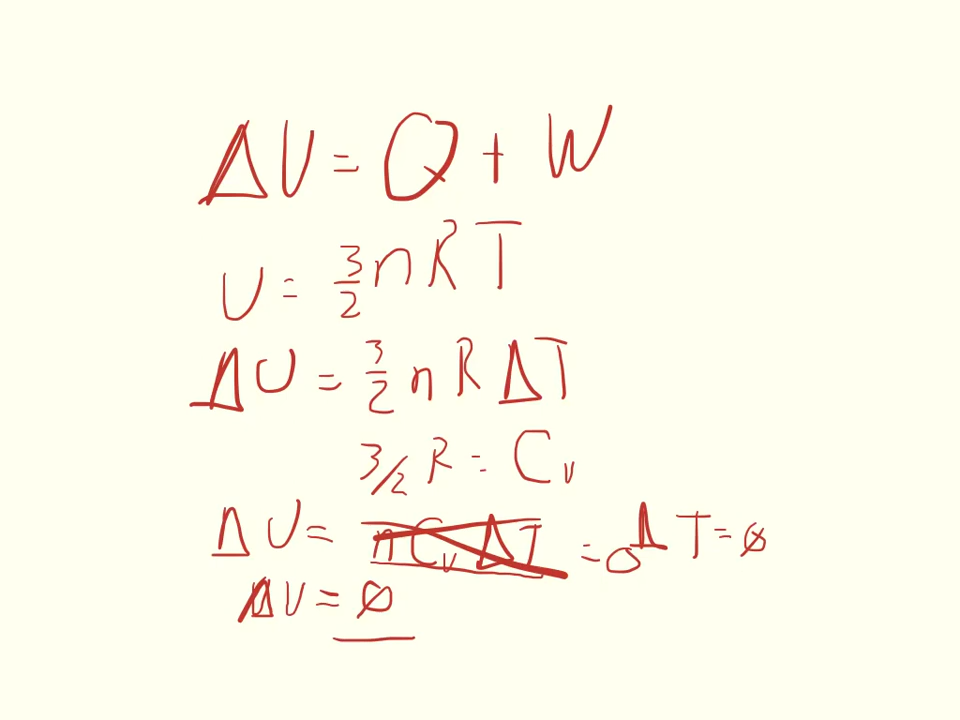 ΔU = Q + W
U = 3/2 nRT
ΔU = 3/2 nRΔT
3/2 R = Cv
ΔU = nCvΔT = 0 ΔT = ∅
ΔU = ∅